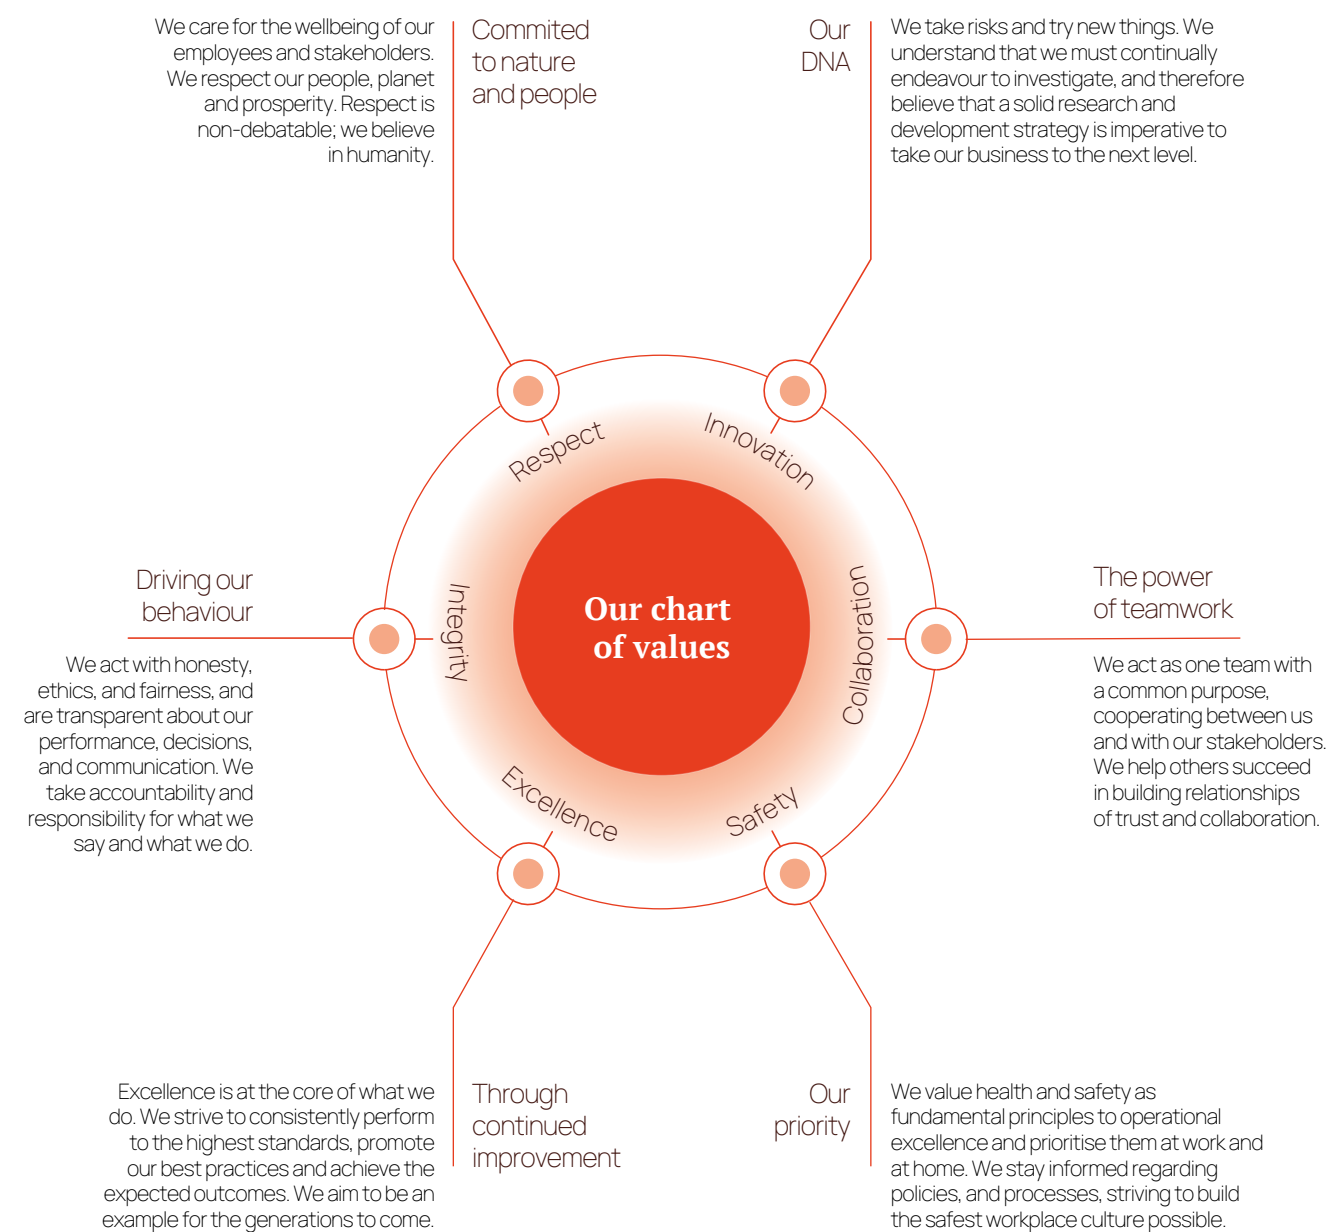 We care for the wellbeing of our
employees and stakeholders.
We respect our people, planet
and prosperity. Respect is
non-debatable; we believe
in humanity.
Commited
to nature
and people
Our
DNA
We take risks and try new things. We
understand that we must continually
endeavour to investigate, and therefore
believe that a solid research and
development strategy is imperative to
take our business to the next level.
Respect
Innovation
Driving our
behaviour
We act with honesty,
ethics, and fairness, and
are transparent about our
performance, decisions,
and communication. We
take accountability and
responsibility for what we
say and what we do.
Integrity
Our chart
of values
Collaboration
The power
of teamwork
We act as one team with
a common purpose,
cooperating between us
and with our stakeholders.
We help others succeed
in building relationships
of trust and collaboration.
Excellence
Safety
Excellence is at the core of what we
do. We strive to consistently perform
to the highest standards, promote
our best practices and achieve the
expected outcomes. We aim to be an
example for the generations to come.
Through
continued
improvement
Our
priority
We value health and safety as
fundamental principles to operational
excellence and prioritise them at work and
at home. We stay informed regarding
policies, and processes, striving to build
the safest workplace culture possible.